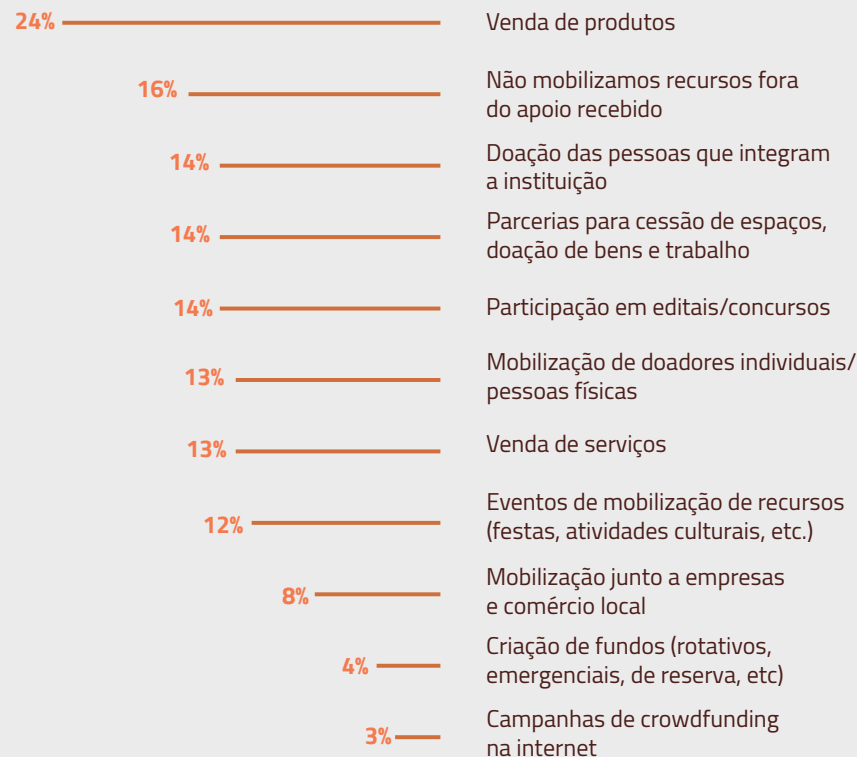 24% Venda de produtos
16% Não mobilizamos recursos fora
do apoio recebido
14% Doação das pessoas que integram
a instituição
14% Parcerias para cessão de espaços,
doação de bens e trabalho
14% Participação em editais/concursos
13% Mobilização de doadores individuais/
pessoas físicas
13% Venda de serviços
12% Eventos de mobilização de recursos
(festas, atividades culturais, etc.)
8% Mobilização junto a empresas
e comércio local
4% Criação de fundos (rotativos,
emergenciais, de reserva, etc)
3% Campanhas de crowdfunding
na internet